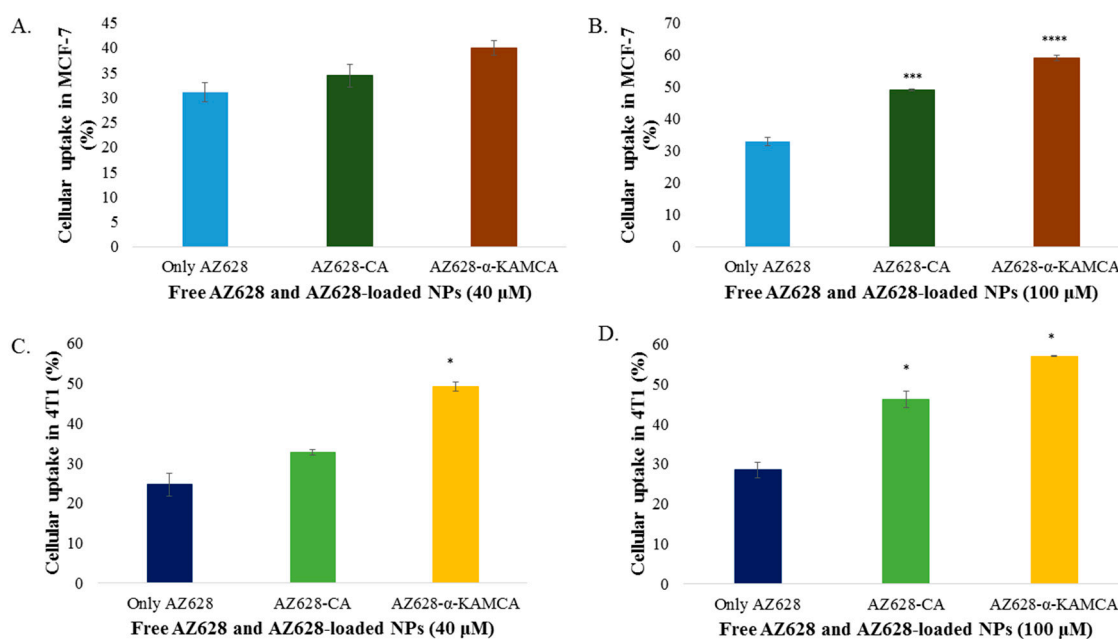 A.
Cellular uptake in MCF-7
(%)
45
40
35
30
25
20
15
10
5
0
Only AZ628 AZ628-CA AZ628-α-KAMCA
Free AZ628 and AZ628-loaded NPs (40 µM)
B.
Cellular uptake in MCF-7
(%)
70
60
50
40
30
20
10
0
***
****
Only AZ628 AZ628-CA AZ628-α-KAMCA
Free AZ628 and AZ628-loaded NPs (100 µM)
C.
Cellular uptake in 4T1 (%)
60
50
40
30
20
10
0
*
Only AZ628 AZ628-CA AZ628-α-KAMCA
Free AZ628 and AZ628-loaded NPs (40 µM)
D.
Cellular uptake in 4T1 (%)
60
50
40
30
20
10
0
*
*
Only AZ628 AZ628-CA AZ628-α-KAMCA
Free AZ628 and AZ628-loaded NPs (100 µM)